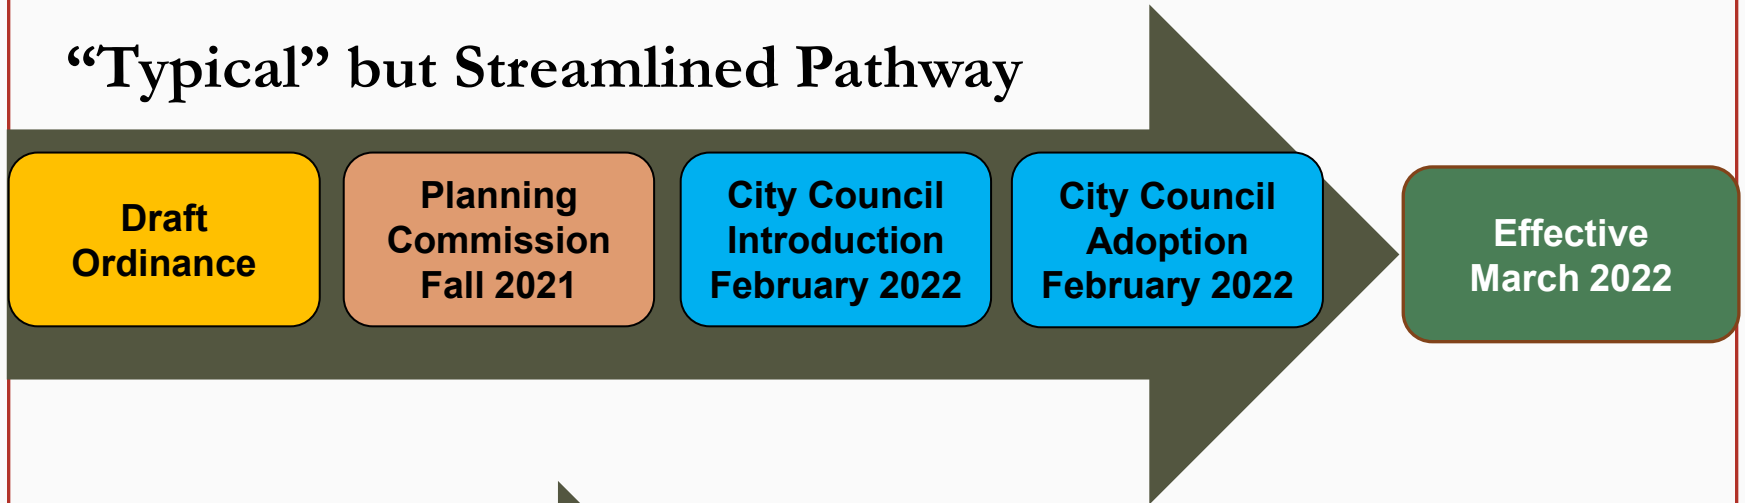 “Typical” but Streamlined Pathway
Draft
Ordinance
Planning
Commission
Fall 2021
City Council
Introduction
February 2022
City Council
Adoption
February 2022
Effective
March 2022